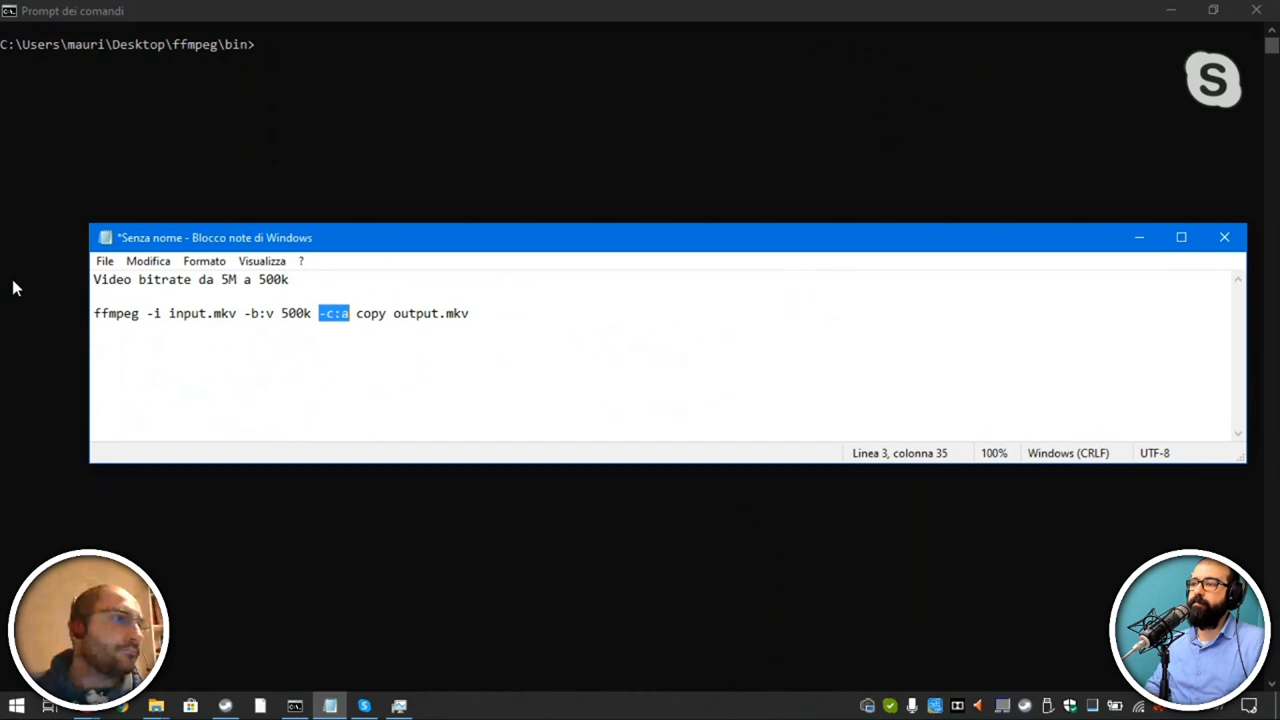 Prompt dei comandi
C:\Users\mauri\Desktop\ffmpeg\bin>
S
*Senza nome - Blocco note di Windows
File Modifica Formato Visualizza ?
Video bitrate da 5M a 500k
ffmpeg -i input.mkv -b:v 500k -c:a copy output.mkv
Linea 3, colonna 35 100% Windows (CRLF) UTF-8